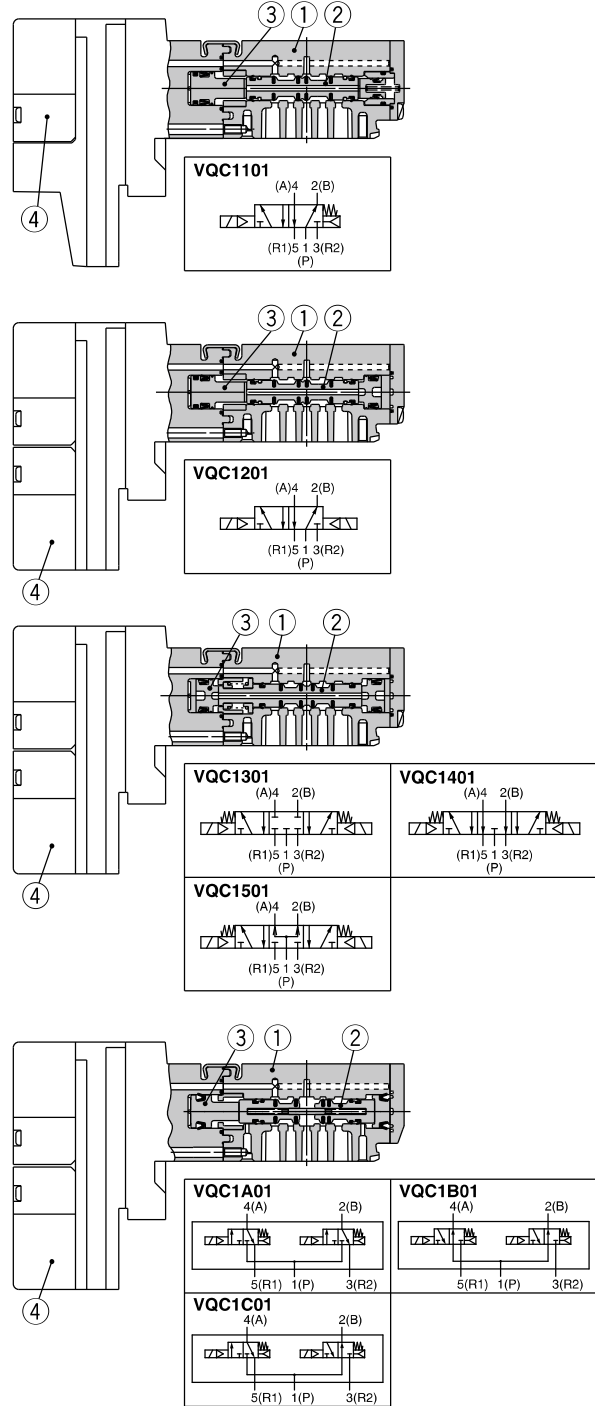 ③ ① ②
④
VQC1101
(A)4 2(B)
(R1)5 1 3(R2)
(P)
③ ① ②
④
VQC1201
(A)4 2(B)
(R1)5 1 3(R2)
(P)
③ ① ②
④
VQC1301
(A)4 2(B)
(R1)5 1 3(R2)
(P)
VQC1401
(A)4 2(B)
(R1)5 1 3(R2)
(P)
VQC1501
(A)4 2(B)
(R1)5 1 3(R2)
(P)
③ ① ②
④
VQC1A01
4(A) 2(B)
5(R1) 1(P) 3(R2)
VQC1B01
4(A) 2(B)
5(R1) 1(P) 3(R2)
VQC1C01
4(A) 2(B)
5(R1) 1(P) 3(R2)